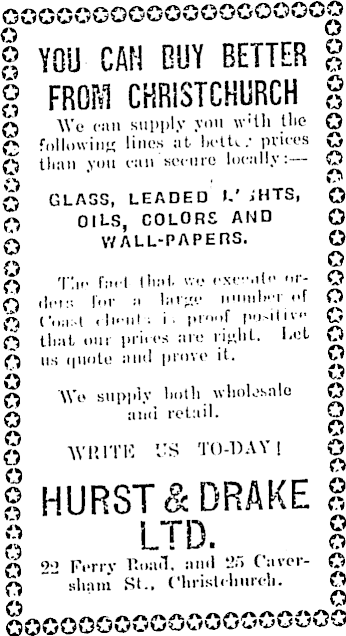 YOU CAN BUY BETTER
FROM CHRISTCHURCH
We can supply you with the
following lines at better prices
than you can secure locally:—
GLASS, LEADED LIGHTS,
OILS, COLORS AND
WALL-PAPERS.
The fact that we execute or-
ders for a large number of
Coast clients is proof positive
that our prices are right. Let
us quote and prove it.
We supply both wholesale
and retail.
WRITE US TO-DAY!
HURST & DRAKE
LTD.
22 Ferry Road, and 25 Caver-
sham St., Christchurch.